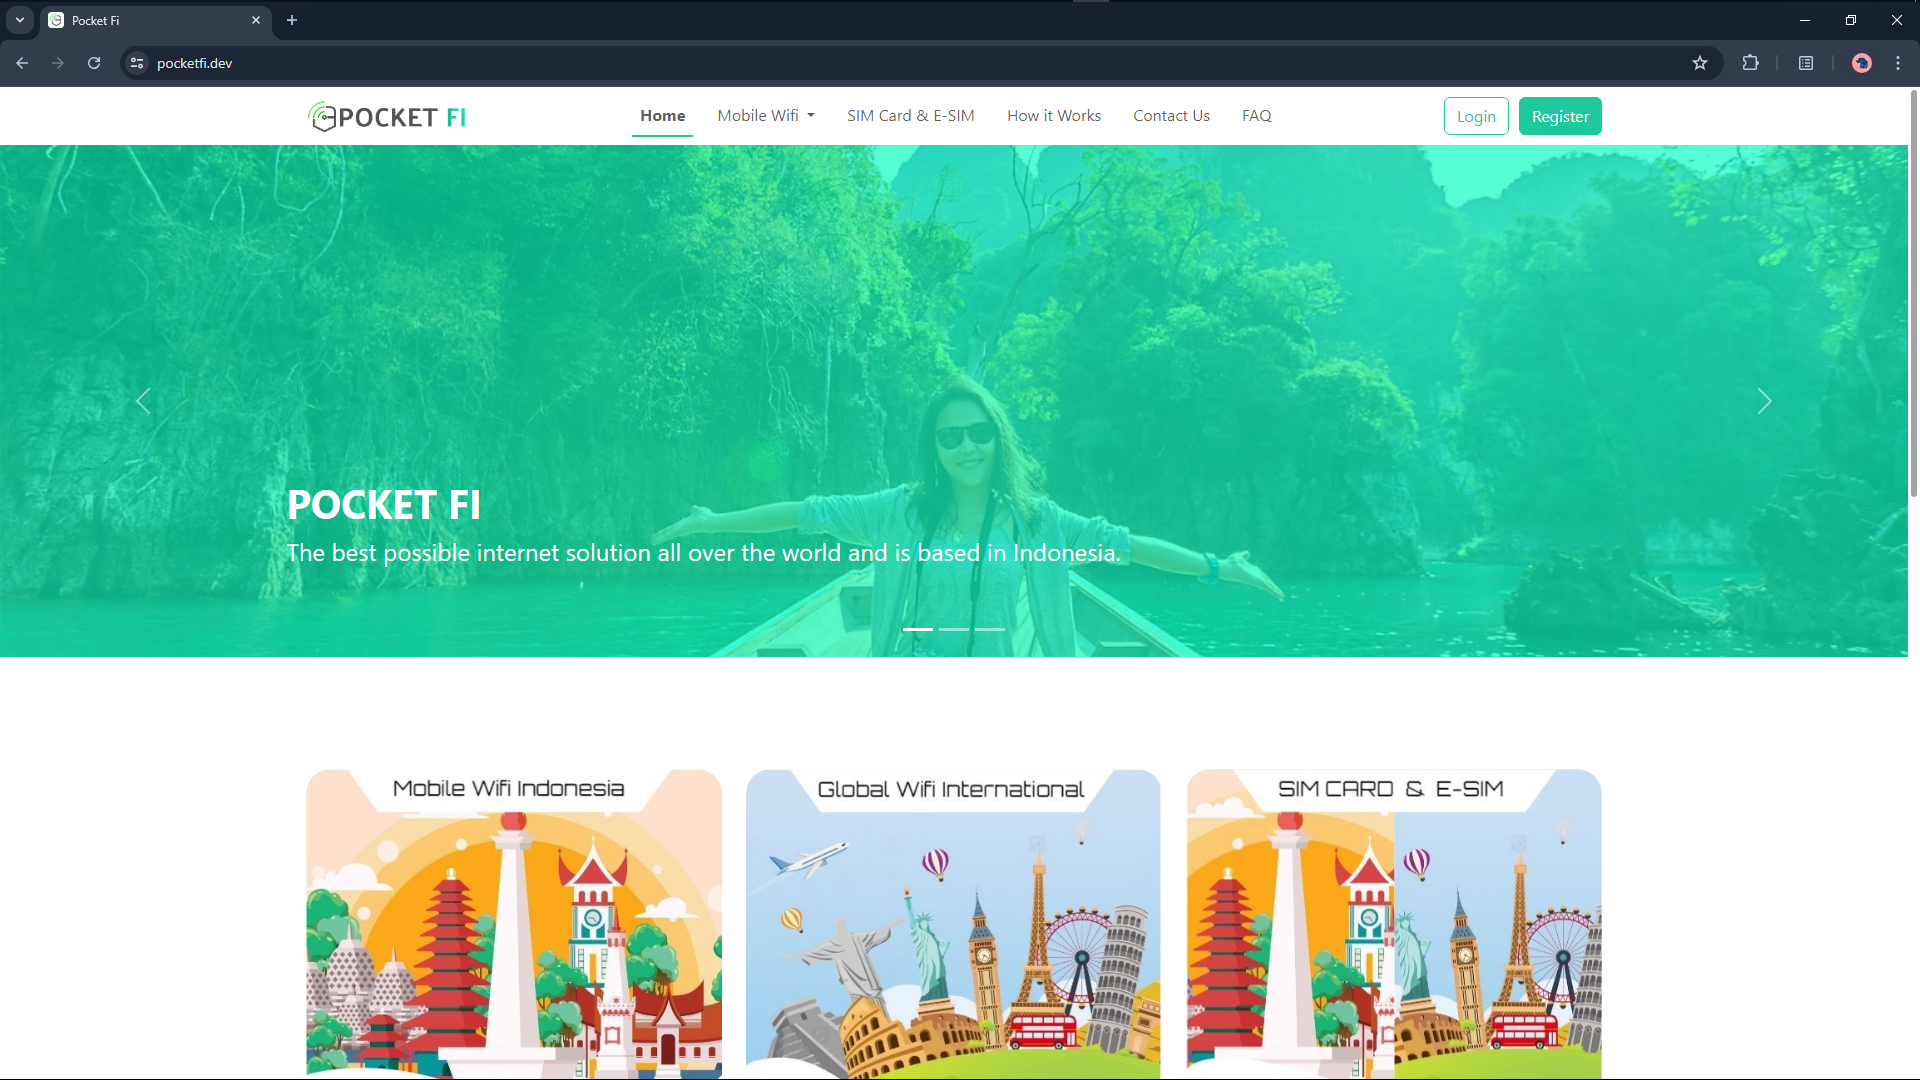 Pocket Fi
pocketfi.dev
POCKET FI
Home
Mobile Wifi
SIM Card & E-SIM
How it Works
Contact Us
FAQ
Login
Register
POCKET FI
The best possible internet solution all over the world and is based in Indonesia.
Mobile Wifi Indonesia
Global Wifi International
SIM CARD & E-SIM